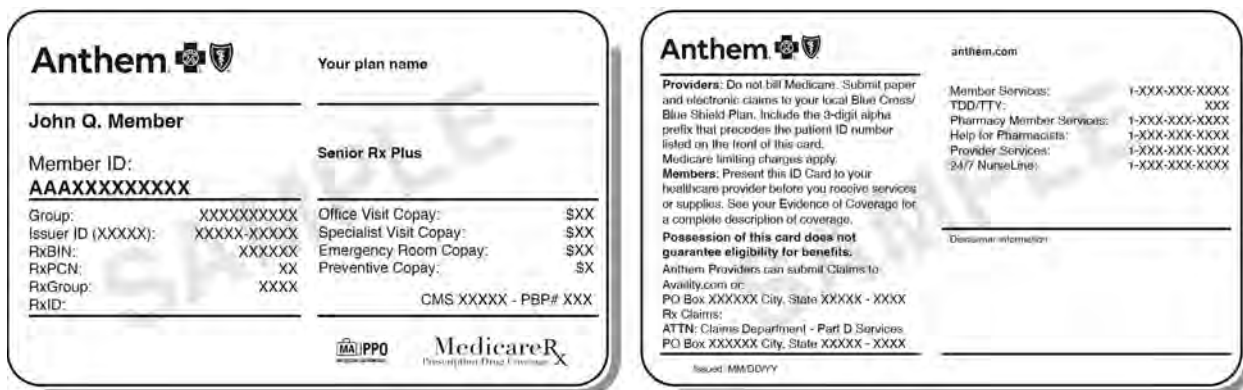 Anthem
Your plan name
John Q. Member
Member ID:
AAAXXXXXXXXXX
Senior Rx Plus
Group: XXXXXXXXXX
Issuer ID (XXXXX): XXXXX-XXXXX
RxBIN: XXXXXX
RxPCN: XX
RxGroup: XXXX
RxID:
Office Visit Copay: $XX
Specialist Visit Copay: $XX
Emergency Room Copay: $XX
Preventive Copay: $X
CMS XXXXX - PBP# XXX
MA PPO
MedicareRx
Prescription Drug Coverage
SAMPLE
Anthem
Providers: Do not bill Medicare. Submit paper
and electronic claims to your local Blue Cross/
Blue Shield Plan. Include the 3-digit alpha
prefix that precedes the patient ID number
listed on the front of this card.
Medicare limiting charges apply.
Members: Present this ID Card to your
healthcare provider before you receive services
or supplies. See your Evidence of Coverage for
a complete description of coverage.
Possession of this card does not
guarantee eligibility for benefits.
Anthem Providers can submit Claims to
Availity.com or:
PO Box XXXXXX City, State XXXXX - XXXX
Rx Claims:
ATTN: Claims Department - Part D Services
PO Box XXXXXX City, State XXXXX - XXXX
Issued: MM/DD/YY
anthem.com
Member Services: 1-XXX-XXX-XXXX
TDD/TTY: XXX
Pharmacy Member Services: 1-XXX-XXX-XXXX
Help for Pharmacists: 1-XXX-XXX-XXXX
Provider Services: 1-XXX-XXX-XXXX
24/7 NurseLine: 1-XXX-XXX-XXXX
Disclaimer information
SAMPLE